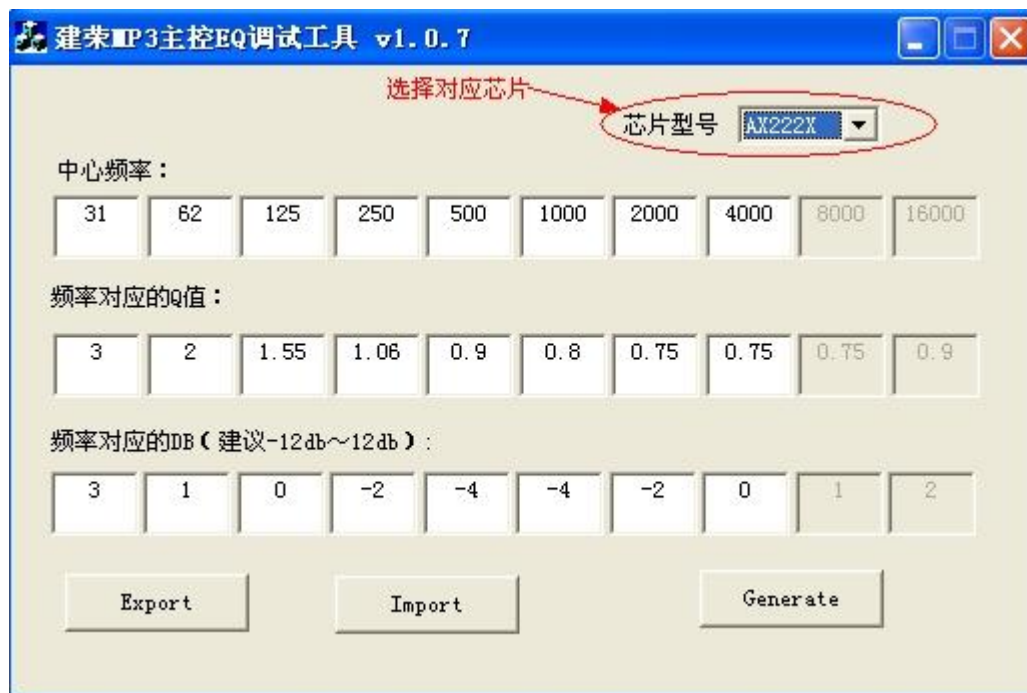 建荣MP3主控EQ调试工具 v1.0.7
选择对应芯片
芯片型号 AX222X
中心频率：
31 62 125 250 500 1000 2000 4000 8000 16000
频率对应的Q值：
3 2 1.55 1.06 0.9 0.8 0.75 0.75 0.75 0.9
频率对应的DB（建议-12db～12db）:
3 1 0 -2 -4 -4 -2 0 1 2
Export Import Generate